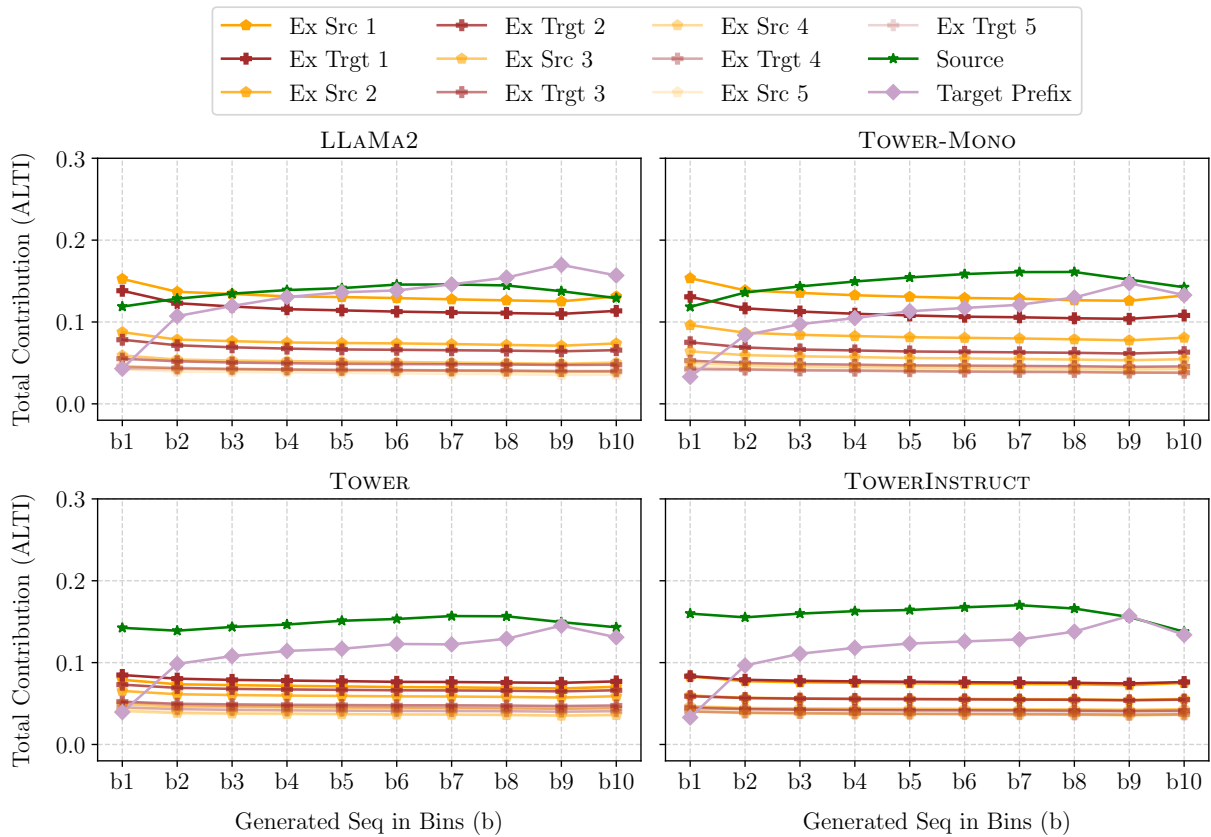 Ex Src 1
Ex Trgt 1
Ex Src 2
Ex Trgt 2
Ex Src 3
Ex Trgt 3
Ex Src 4
Ex Trgt 4
Ex Src 5
Ex Trgt 5
Source
Target Prefix
LLaMa2
Total Contribution (ALTI)
0.3
0.2
0.1
0.0
b1 b2 b3 b4 b5 b6 b7 b8 b9 b10
Tower-Mono
b1 b2 b3 b4 b5 b6 b7 b8 b9 b10
Tower
Total Contribution (ALTI)
0.3
0.2
0.1
0.0
b1 b2 b3 b4 b5 b6 b7 b8 b9 b10
Generated Seq in Bins (b)
TowerInstruct
b1 b2 b3 b4 b5 b6 b7 b8 b9 b10
Generated Seq in Bins (b)